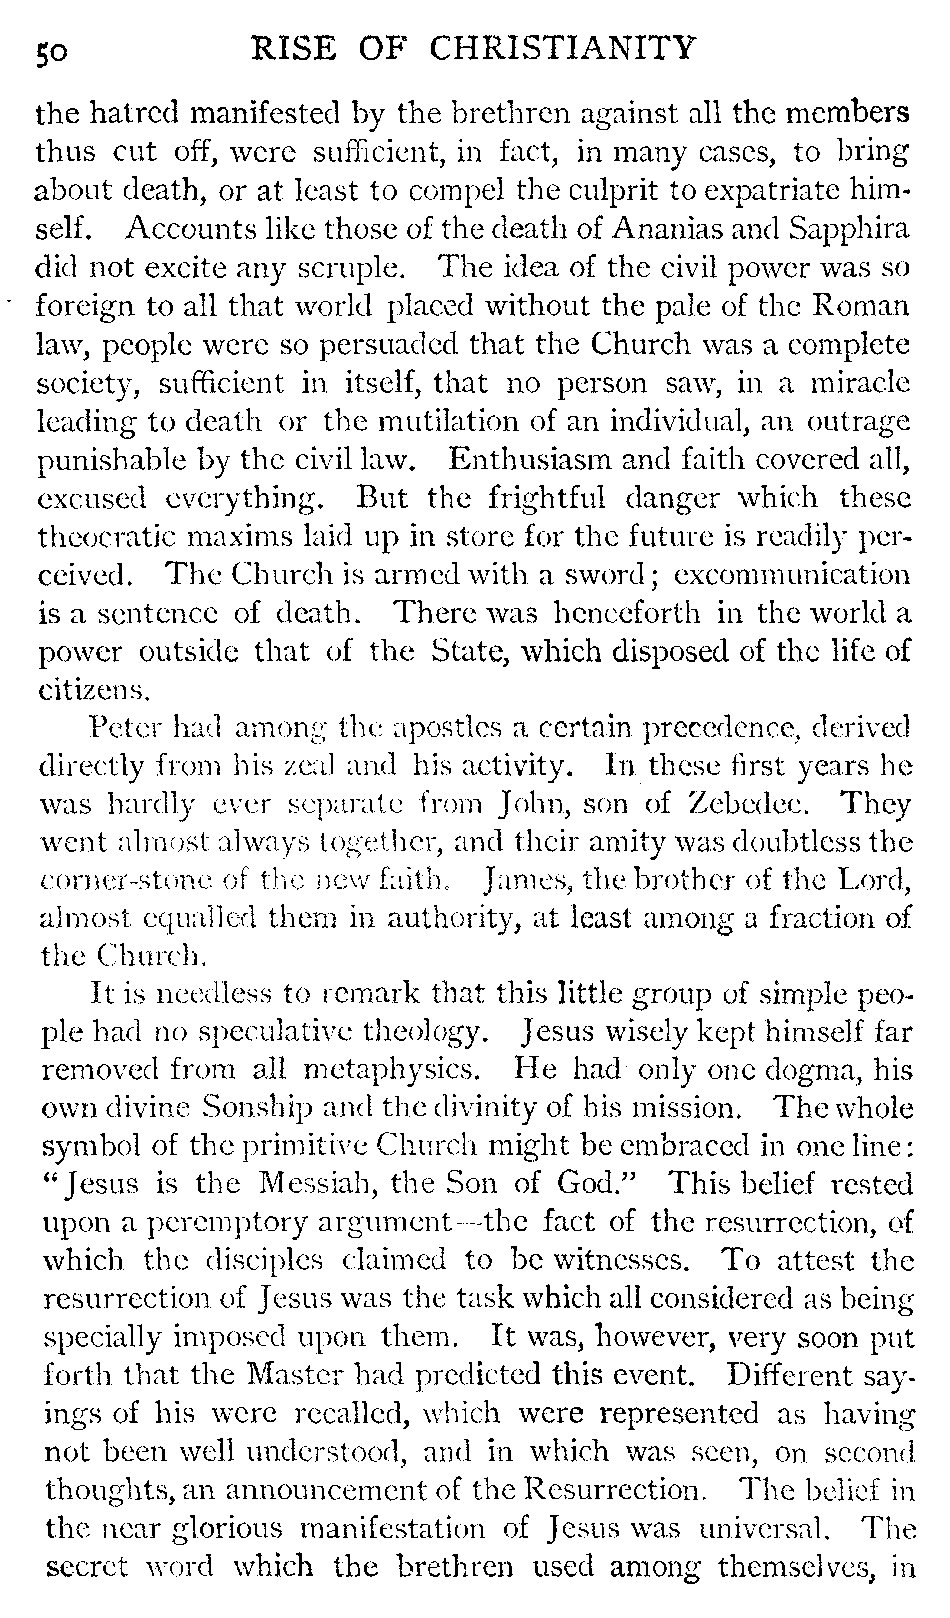 50 RISE OF CHRISTIANITY
the hatred manifested by the brethren against all the members
thus cut off, were sufficient, in fact, in many cases, to bring
about death, or at least to compel the culprit to expatriate him-
self. Accounts like those of the death of Ananias and Sapphira
did not excite any scruple. The idea of the civil power was so
foreign to all that world placed without the pale of the Roman
law, people were so persuaded that the Church was a complete
society, sufficient in itself, that no person saw, in a miracle
leading to death or the mutilation of an individual, an outrage
punishable by the civil law. Enthusiasm and faith covered all,
excused everything. But the frightful danger which these
theocratic maxims laid up in store for the future is readily per-
ceived. The Church is armed with a sword; excommunication
is a sentence of death. There was henceforth in the world a
power outside that of the State, which disposed of the life of
citizens.
Peter had among the apostles a certain precedence, derived
directly from his zeal and his activity. In these first years he
was hardly ever separate from John, son of Zebedee. They
went almost always together, and their amity was doubtless the
corner-stone of the new faith. James, the brother of the Lord,
almost equalled them in authority, at least among a fraction of
the Church.
It is needless to remark that this little group of simple peo-
ple had no speculative theology. Jesus wisely kept himself far
removed from all metaphysics. He had only one dogma, his
own divine Sonship and the divinity of his mission. The whole
symbol of the primitive Church might be embraced in one line:
"Jesus is the Messiah, the Son of God." This belief rested
upon a peremptory argument—the fact of the resurrection, of
which the disciples claimed to be witnesses. To attest the
resurrection of Jesus was the task which all considered as being
specially imposed upon them. It was, however, very soon put
forth that the Master had predicted this event. Different say-
ings of his were recalled, which were represented as having
not been well understood, and in which was seen, on second
thoughts, an announcement of the Resurrection. The belief in
the near glorious manifestation of Jesus was universal. The
secret word which the brethren used among themselves, in